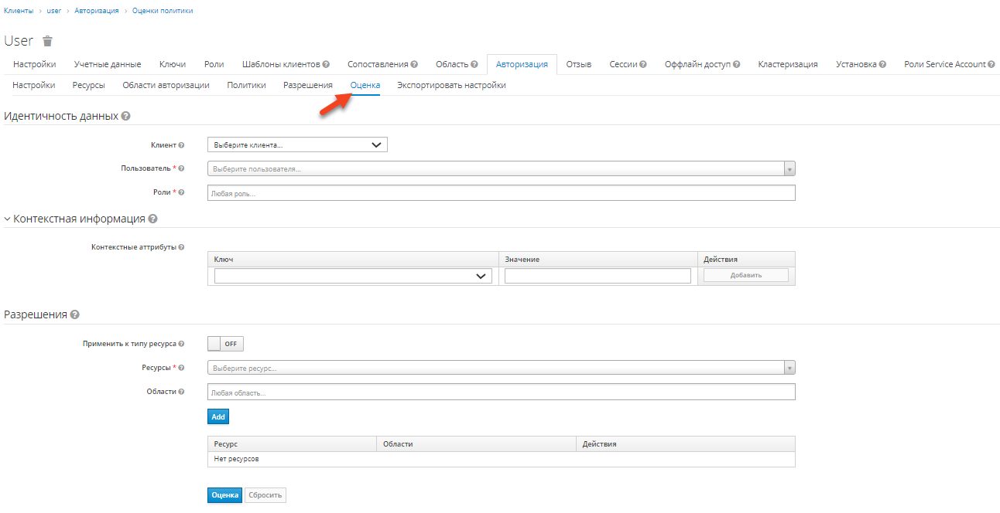 Клиенты > user > Авторизация > Оценки политики
User
Настройки Учетные данные Ключи Роли Шаблоны клиентов Сопоставления Область Авторизация Отзыв Сессии Оффлайн доступ Кластеризация Установка Роли Service Account
Настройки Ресурсы Области авторизации Политики Разрешения Оценка Экспортировать настройки
Идентичность данных
Клиент Выберите клиента...
Пользователь * Выберите пользователя...
Роли * Любая роль...
Контекстная информация
Контекстные аттрибуты
Ключ Значение Действия
Добавить
Разрешения
Применить к типу ресурса OFF
Ресурсы * Выберите ресурс...
Области Любая область...
Add
Ресурс Области Действия
Нет ресурсов
Оценка Сбросить